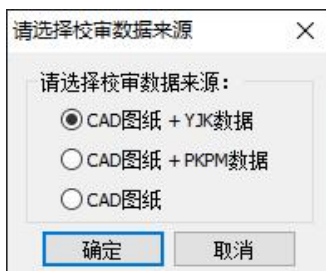 请选择校审数据来源
请选择校审数据来源：
CAD图纸 + YJK数据
CAD图纸 + PKPM数据
CAD图纸
确定 取消